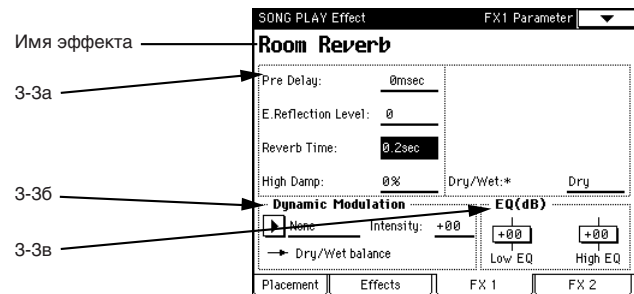 SONG PLAY Effect FX1 Parameter
Имя эффекта
Room Reverb
3-3а
Pre Delay: 0msec
E.Reflection Level: 0
Reverb Time: 0.2sec
High Damp: 0% Dry/Wet:* Dry
3-3б
Dynamic Modulation EQ(dB)
None Intensity: +00 +00 +00
3-3в
→ Dry/Wet balance Low EQ High EQ
Placement Effects FX 1 FX 2